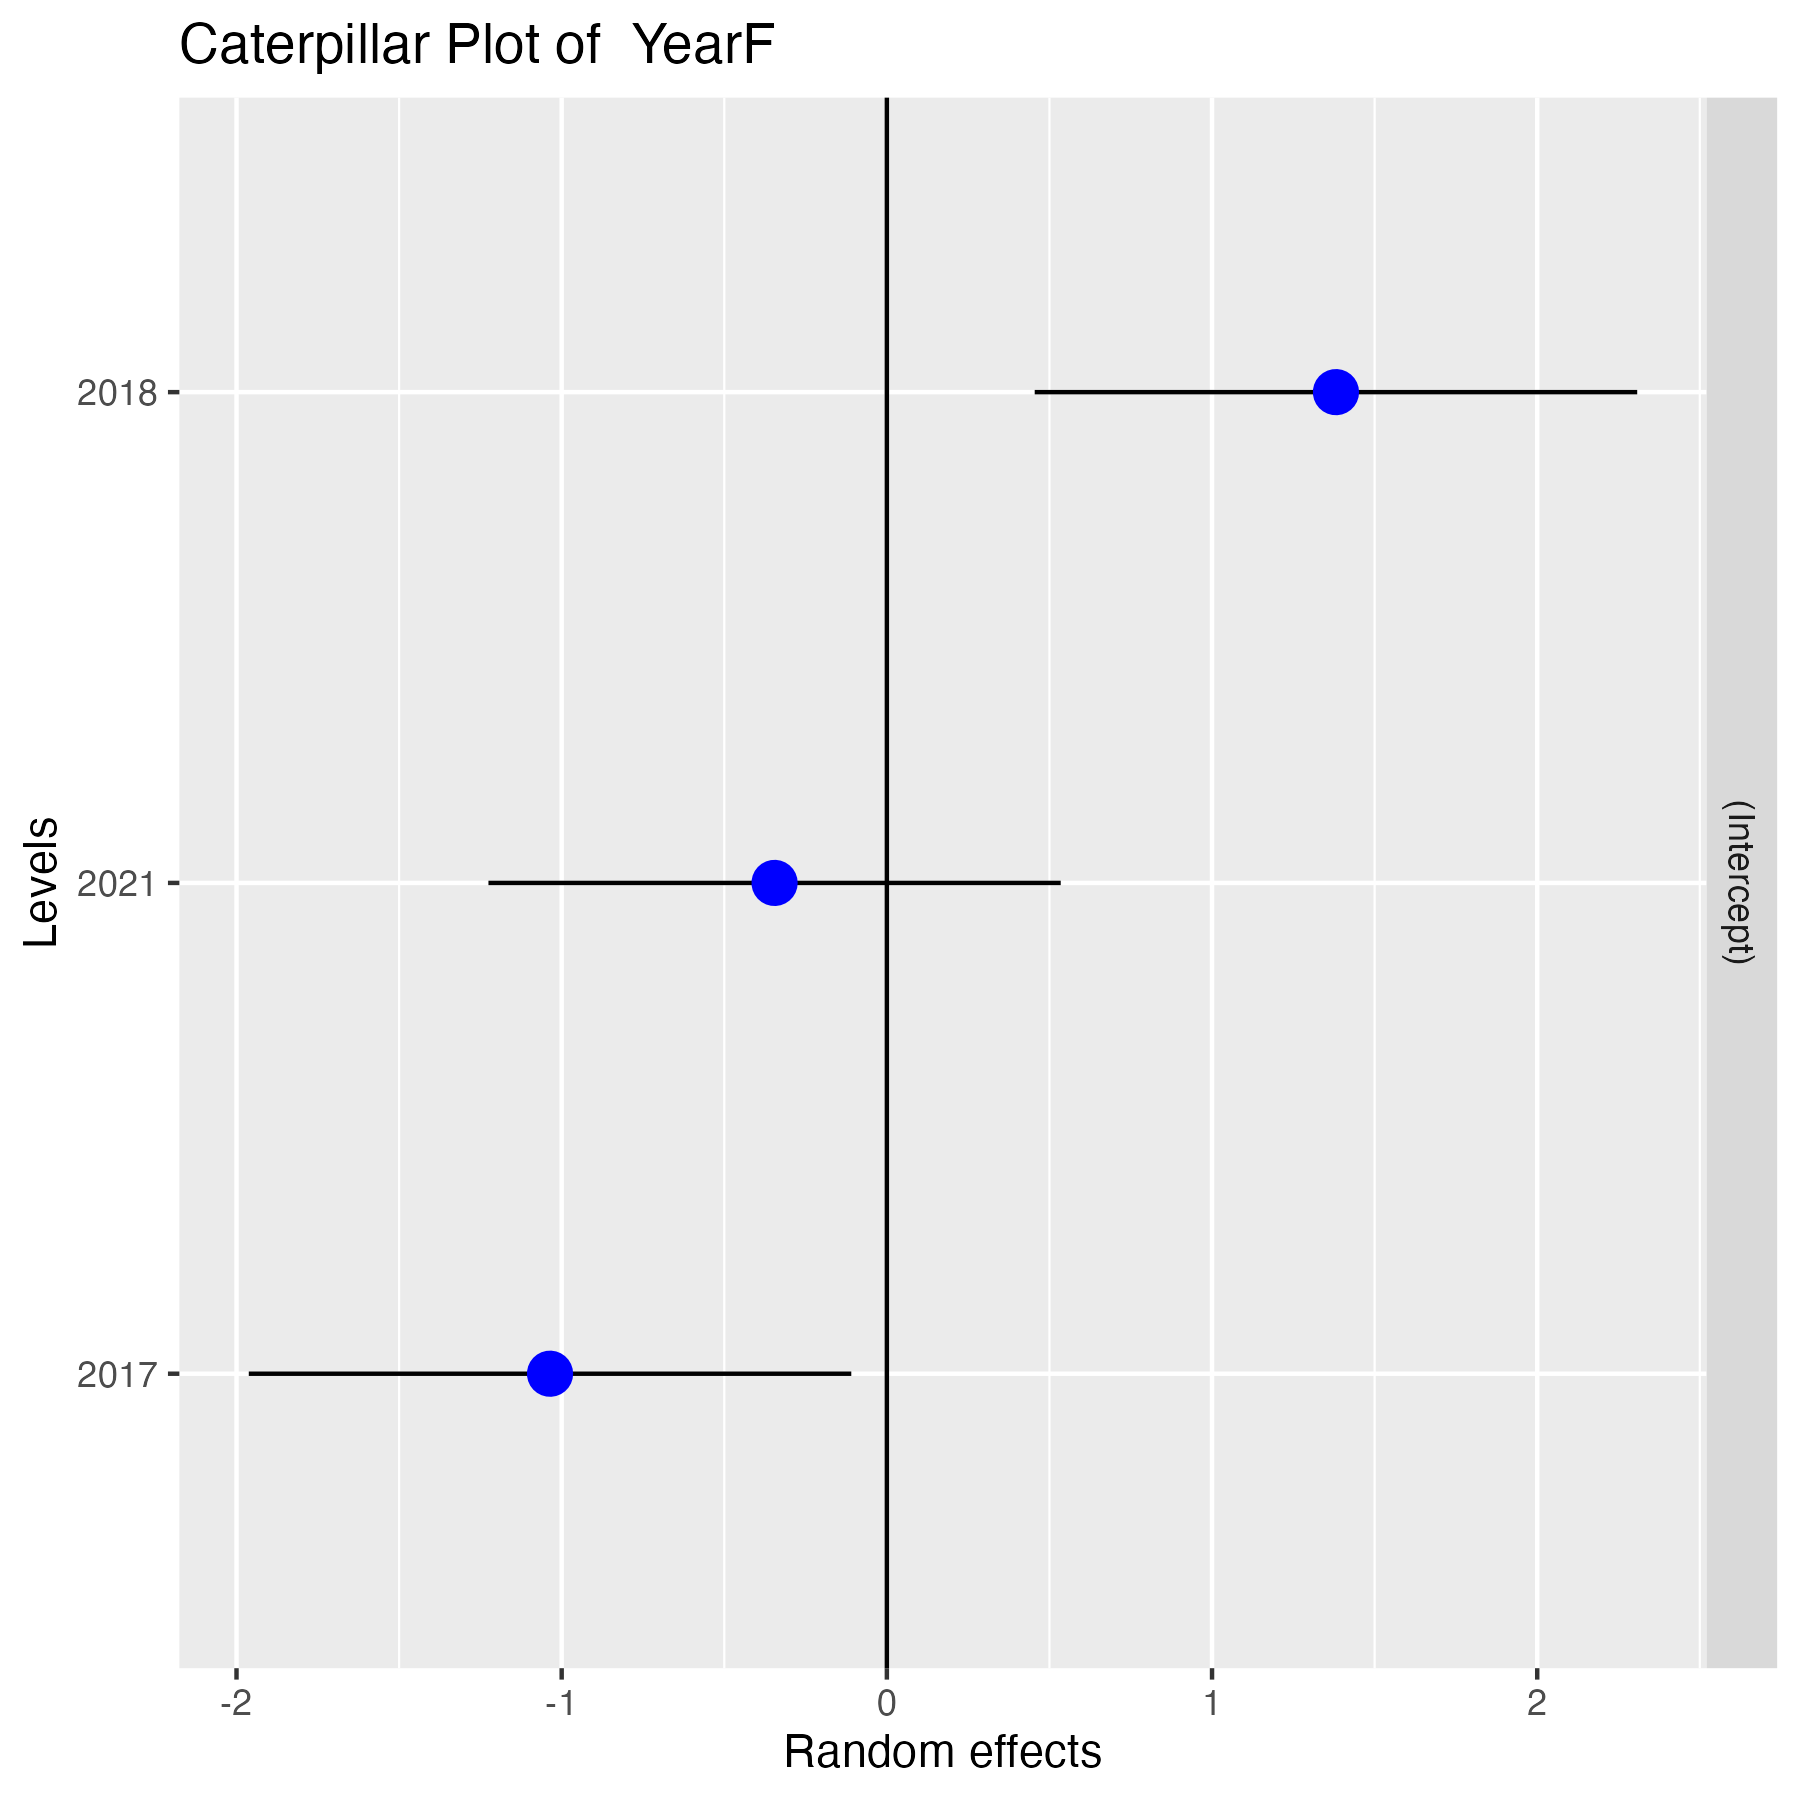 Caterpillar Plot of  YearF
2018
2021
2017
Levels
(Intercept)
-2 -1 0 1 2
Random effects